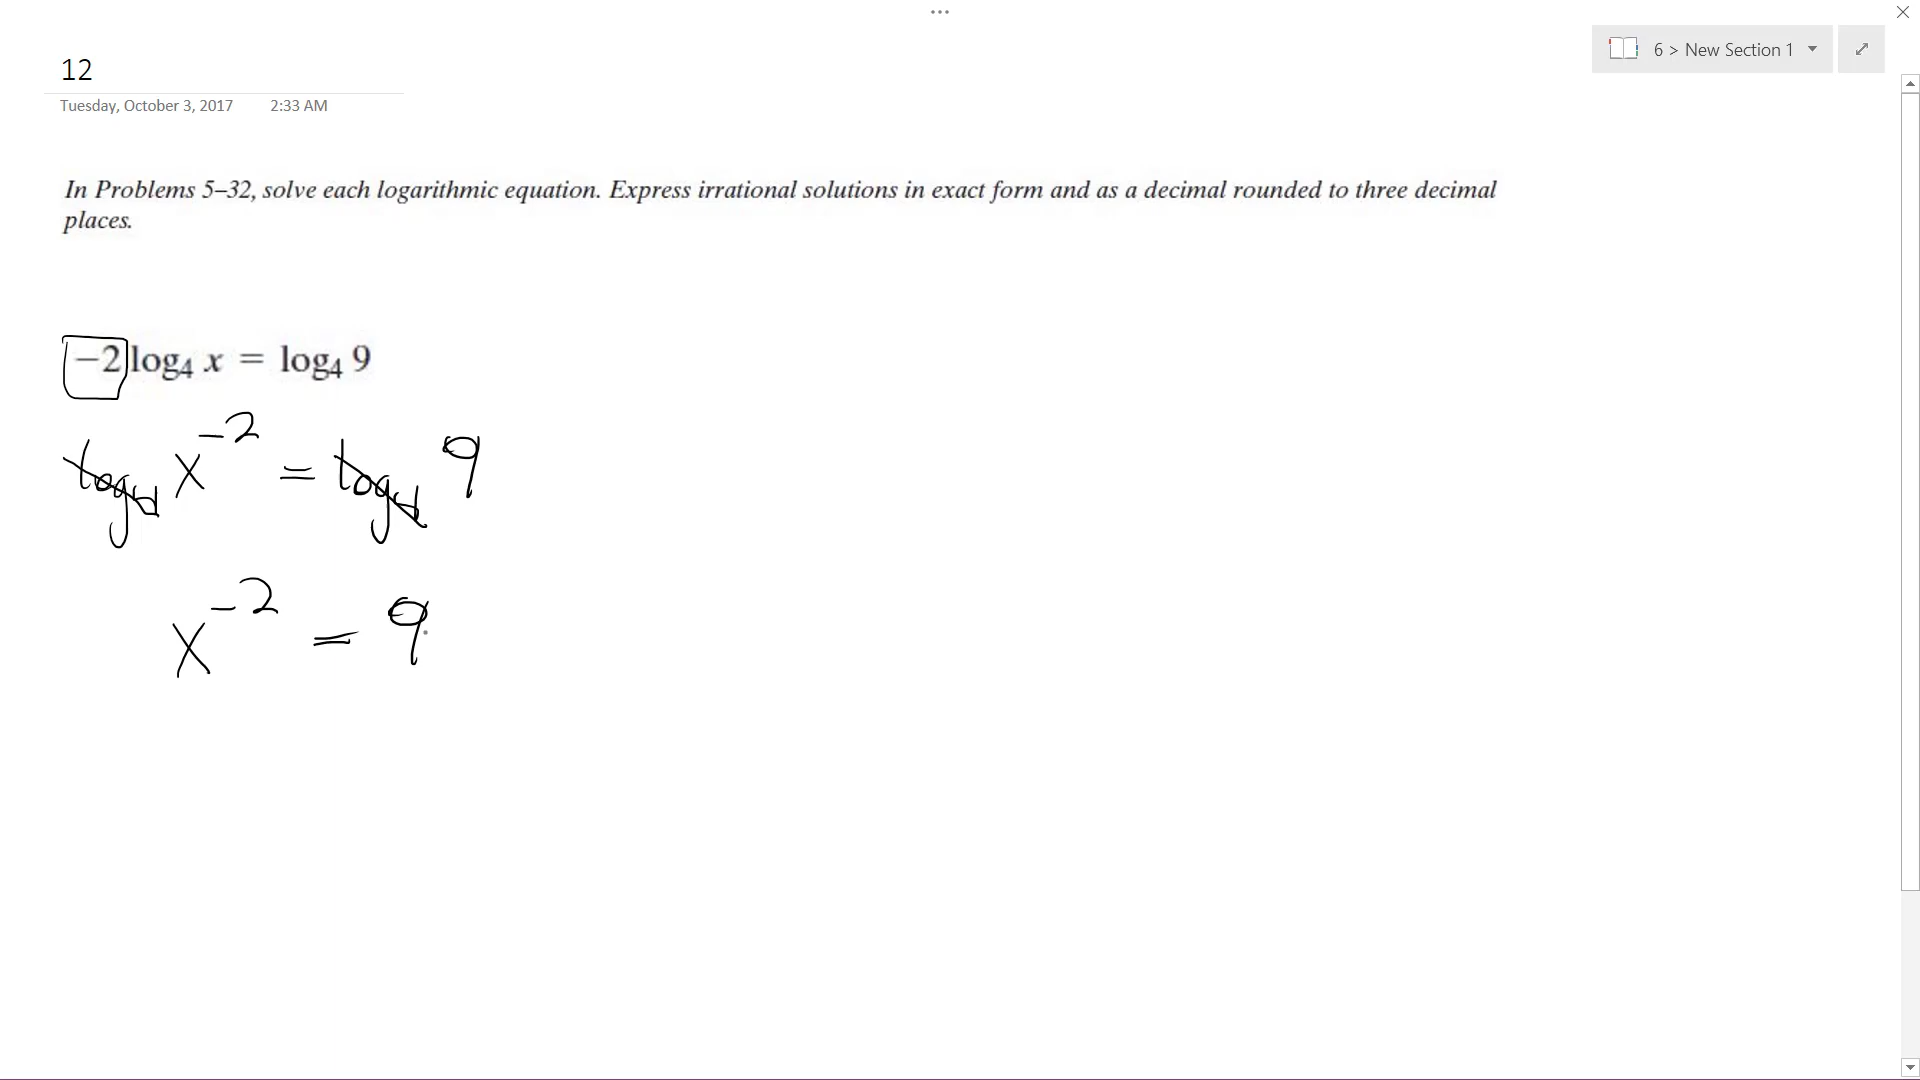 6 > New Section 1
12
Tuesday, October 3, 2017 2:33 AM
In Problems 5–32, solve each logarithmic equation. Express irrational solutions in exact form and as a decimal rounded to three decimal
places.
−2 log₄ x = log₄ 9
log₄ x⁻² = log₄ 9
x⁻² = 9